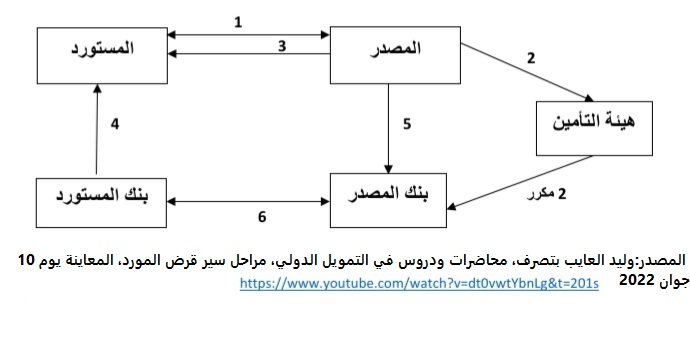 1
المستورد
المصدر
3
2
هيئة التأمين
4
5
2 مكرر
بنك المستورد
بنك المصدر
6
المصدر:وليد العايب بتصرف، محاضرات ودروس في التمويل الدولي، مراحل سير قرض المورد، المعاينة يوم 10
جوان 2022 https://www.youtube.com/watch?v=dt0vwtYbnLg&t=201s